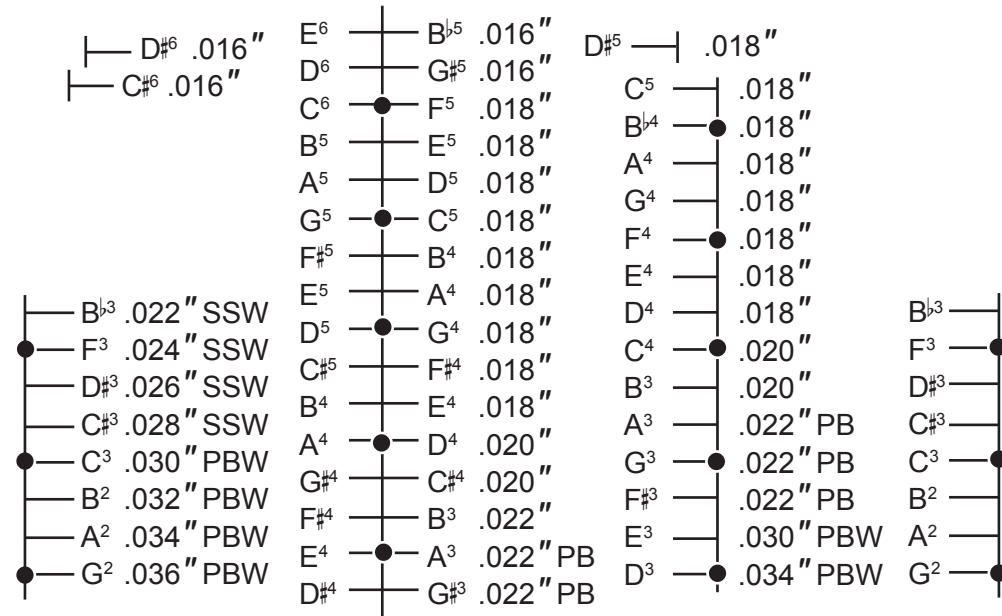 D♯⁶ .016″
C♯⁶ .016″
B♭³ .022″ SSW
F³ .024″ SSW
D♯³ .026″ SSW
C♯³ .028″ SSW
C³ .030″ PBW
B² .032″ PBW
A² .034″ PBW
G² .036″ PBW
E⁶ B♭⁵ .016″
D⁶ G♯⁵ .016″
C⁶ F⁵ .018″
B⁵ E⁵ .018″
A⁵ D⁵ .018″
G⁵ C⁵ .018″
F♯⁵ B⁴ .018″
E⁵ A⁴ .018″
D⁵ G⁴ .018″
C♯⁵ F♯⁴ .018″
B⁴ E⁴ .018″
A⁴ D⁴ .020″
G♯⁴ C♯⁴ .020″
F♯⁴ B³ .022″
E⁴ A³ .022″ PB
D♯⁴ G♯³ .022″ PB
D♯⁵ .018″
C⁵ .018″
B♭⁴ .018″
A⁴ .018″
G⁴ .018″
F⁴ .018″
E⁴ .018″
D⁴ .018″
C⁴ .020″
B³ .020″
A³ .022″ PB
G³ .022″ PB
F♯³ .022″ PB
E³ .030″ PBW
D³ .034″ PBW
B♭³
F³
D♯³
C♯³
C³
B²
A²
G²